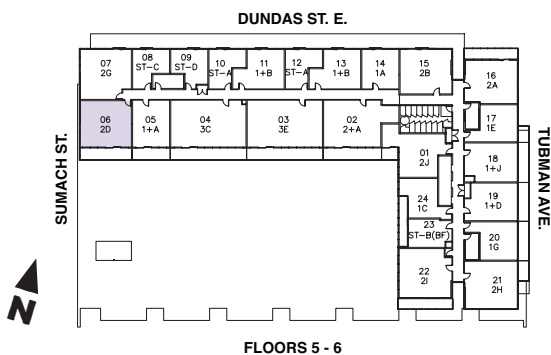 DUNDAS ST. E.
07
2G
08
ST-C
09
ST-D
10
ST-A
11
1+B
12
ST-A
13
1+B
14
1A
15
2B
16
2A
06
2D
05
1+A
04
3C
03
3E
02
2+A
17
1E
01
2J
18
1+J
24
1C
19
1+D
23
ST-B(BF)
20
1G
22
2I
21
2H
SUMACH ST.
TUBMAN AVE.
N
FLOORS 5 - 6